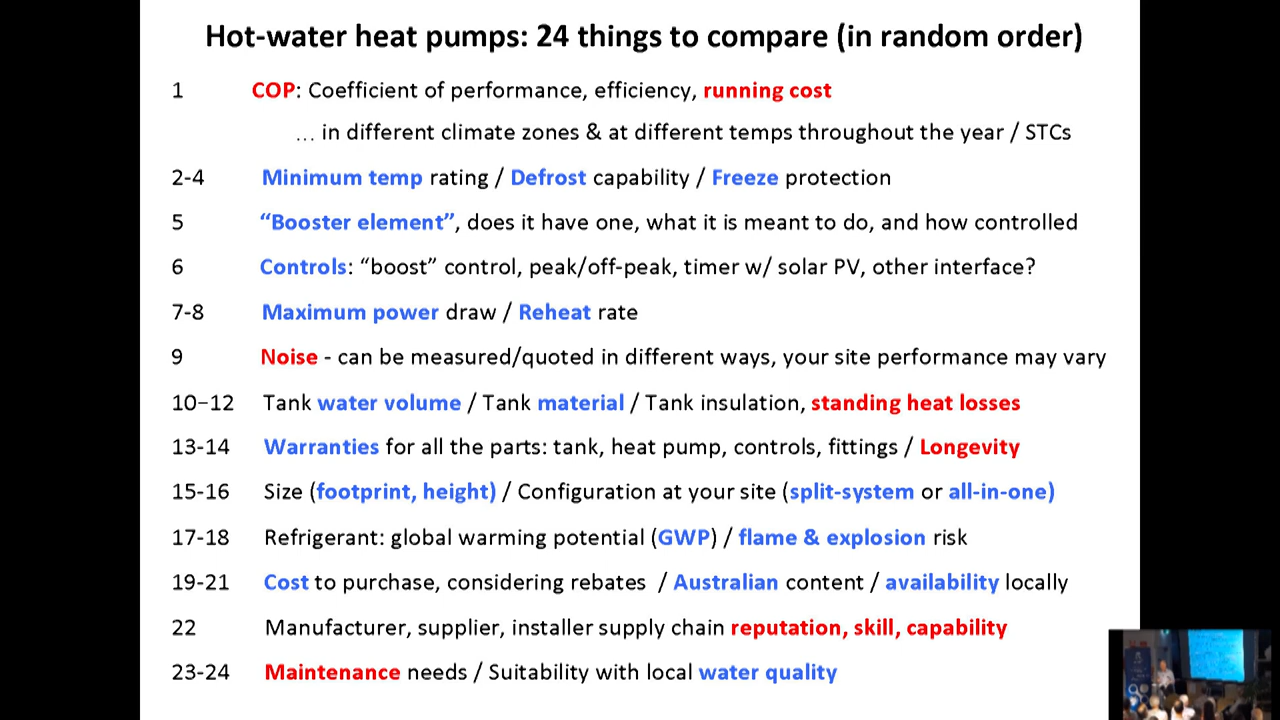 Hot-water heat pumps: 24 things to compare (in random order)
1 COP: Coefficient of performance, efficiency, running cost
... in different climate zones & at different temps throughout the year / STCs
2-4 Minimum temp rating / Defrost capability / Freeze protection
5 “Booster element”, does it have one, what it is meant to do, and how controlled
6 Controls: “boost” control, peak/off-peak, timer w/ solar PV, other interface?
7-8 Maximum power draw / Reheat rate
9 Noise - can be measured/quoted in different ways, your site performance may vary
10–12 Tank water volume / Tank material / Tank insulation, standing heat losses
13-14 Warranties for all the parts: tank, heat pump, controls, fittings / Longevity
15-16 Size (footprint, height) / Configuration at your site (split-system or all-in-one)
17-18 Refrigerant: global warming potential (GWP) / flame & explosion risk
19-21 Cost to purchase, considering rebates / Australian content / availability locally
22 Manufacturer, supplier, installer supply chain reputation, skill, capability
23-24 Maintenance needs / Suitability with local water quality